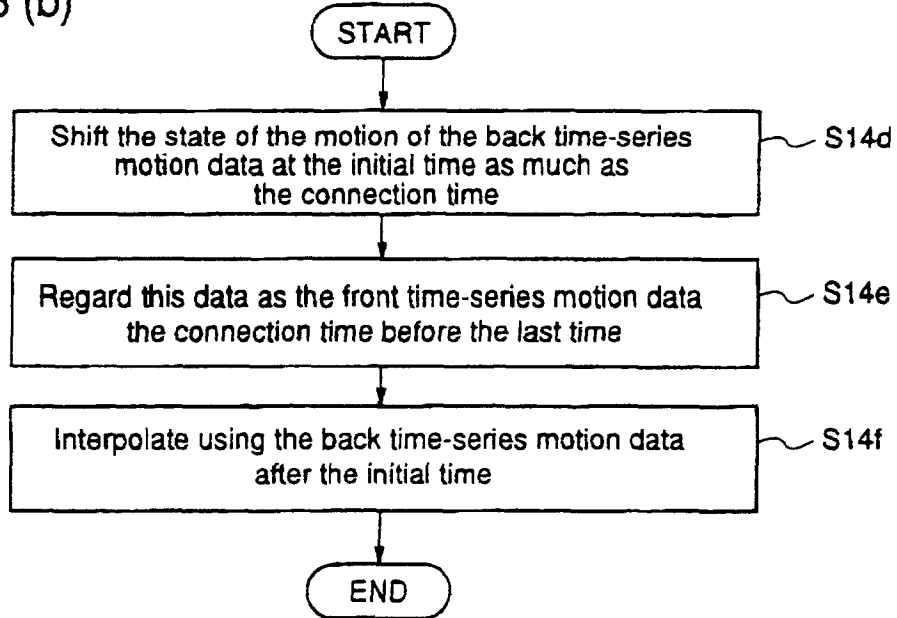 (b)
START
Shift the state of the motion of the back time-series
motion data at the initial time as much as
the connection time
S14d
Regard this data as the front time-series motion data
the connection time before the last time
S14e
Interpolate using the back time-series motion data
after the initial time
S14f
END